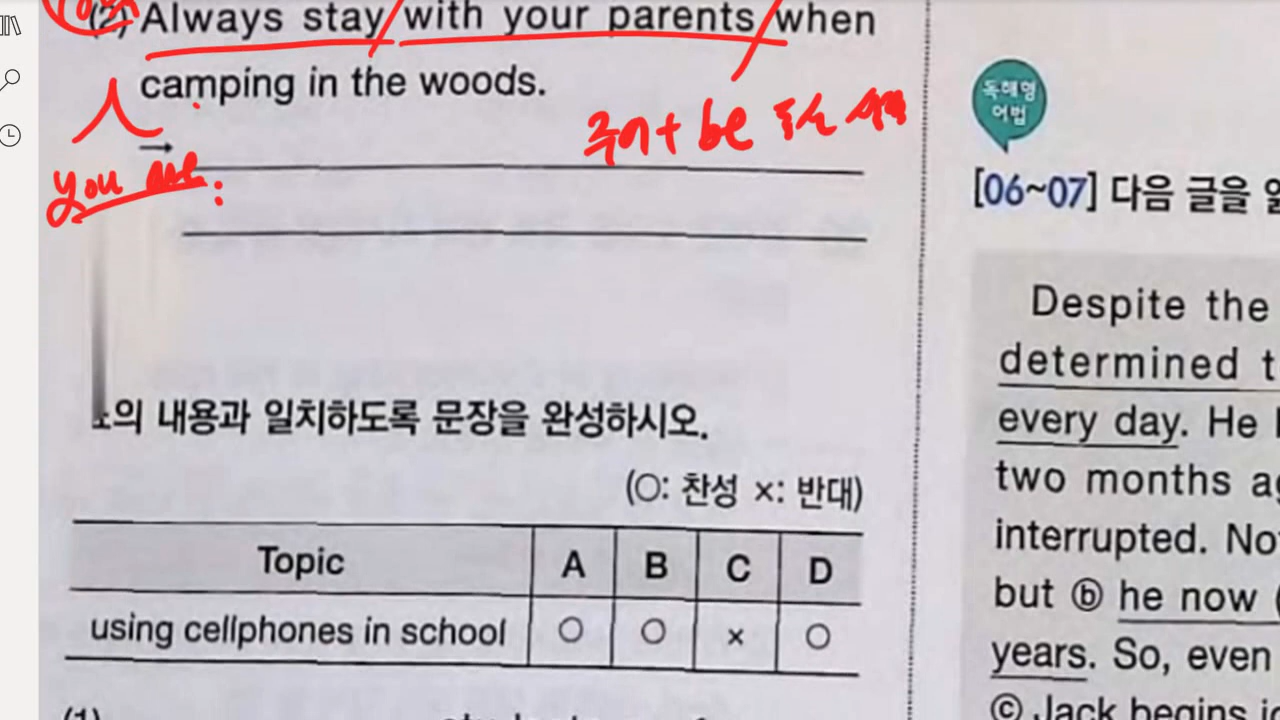 (2) Always stay with your parents when
camping in the woods.
주어 + be 동사 생략
→
you are
의 내용과 일치하도록 문장을 완성하시오.
(○: 찬성 ×: 반대)
Topic A B C D
using cellphones in school ○ ○ × ○
(1)
독해형
어법
[06~07] 다음 글을
Despite the
determined t
every day. He
two months
interrupted. No
but ⓑ he now
years. So, even
ⓒ Jack begins